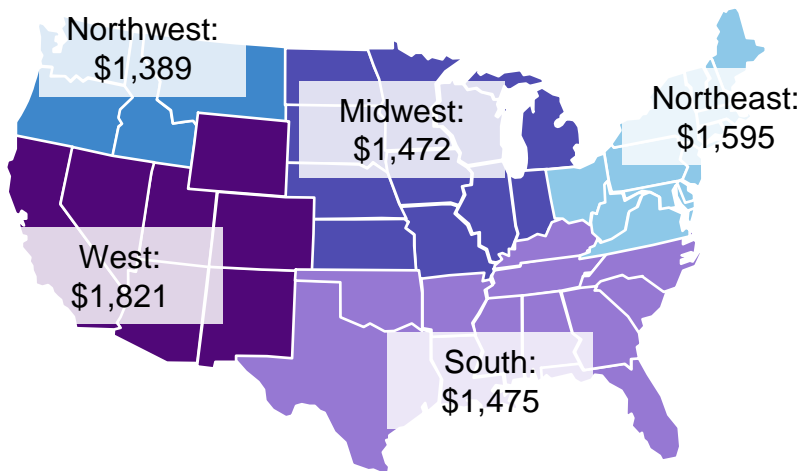 Northwest:
$1,389
Midwest:
$1,472
Northeast:
$1,595
West:
$1,821
South:
$1,475